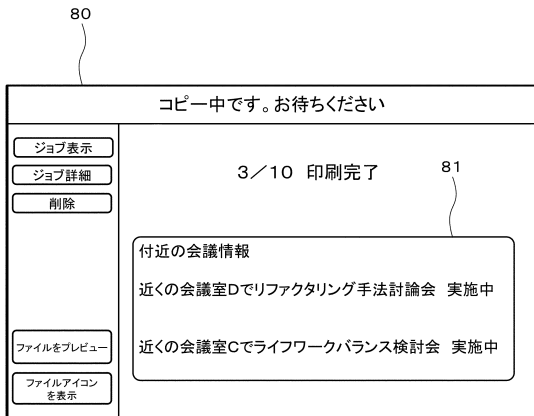 80
コピー中です。お待ちください
ジョブ表示
ジョブ詳細
削除
3／10 印刷完了
81
付近の会議情報
近くの会議室Dでリファクタリング手法討論会 実施中
近くの会議室Cでライフワークバランス検討会 実施中
ファイルをプレビュー
ファイルアイコン
を表示